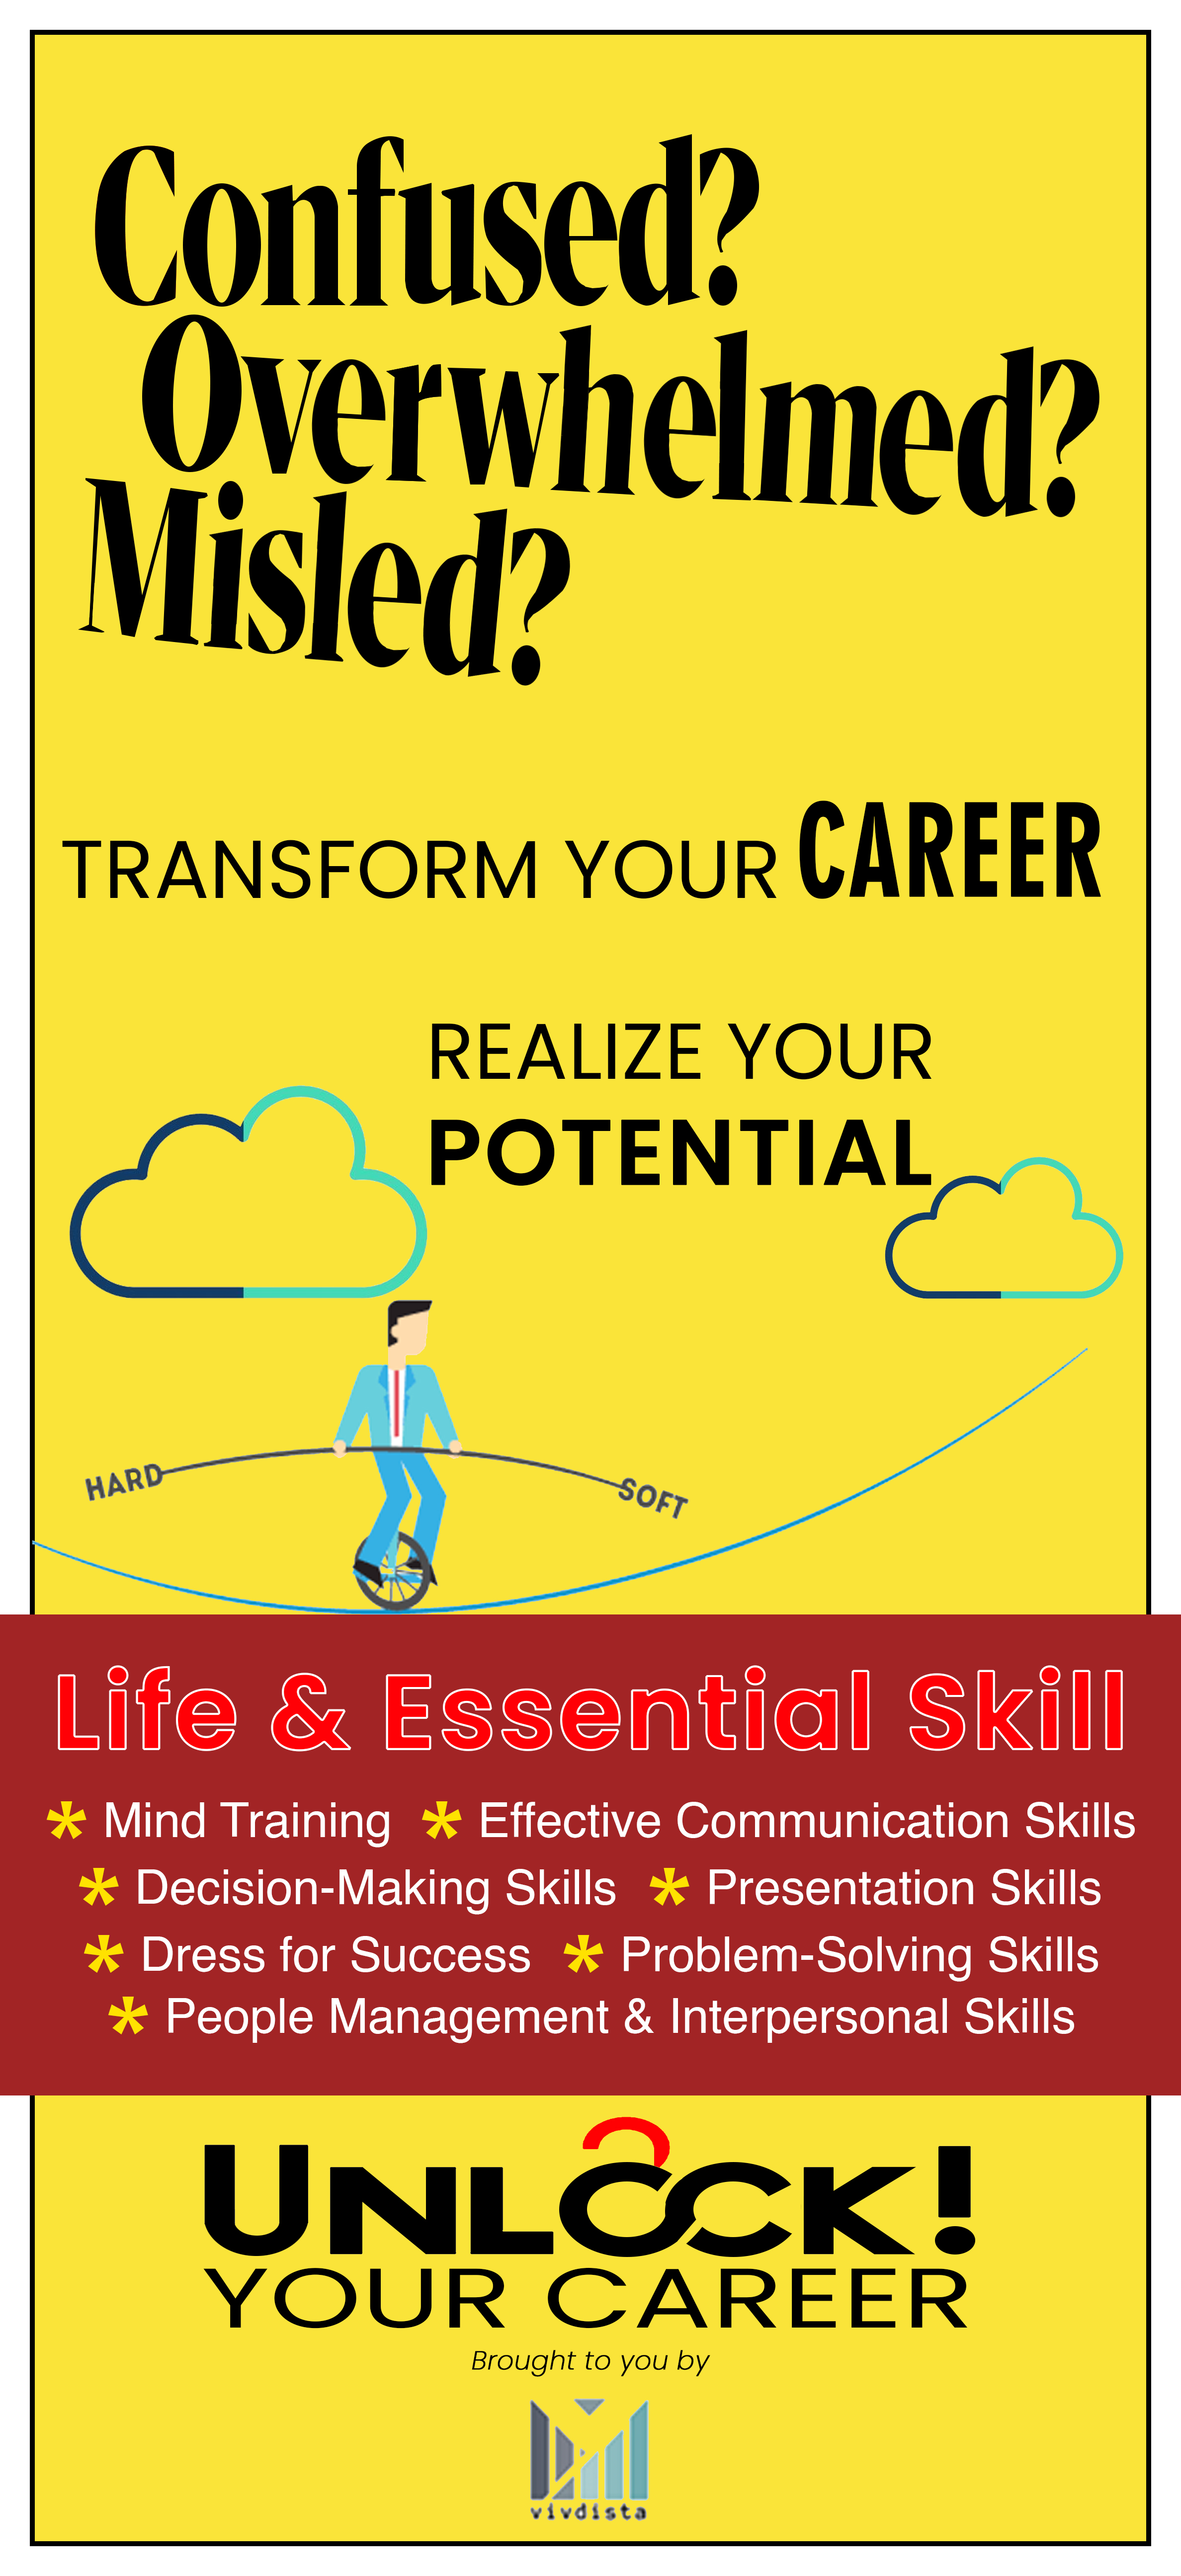 Confused?
Overwhelmed?
Misled?
TRANSFORM YOUR CAREER
REALIZE YOUR
POTENTIAL
HARD
SOFT
Life & Essential Skill
* Mind Training * Effective Communication Skills
* Decision-Making Skills * Presentation Skills
* Dress for Success * Problem-Solving Skills
* People Management & Interpersonal Skills
UNLOCK!
YOUR CAREER
Brought to you by
vivdista